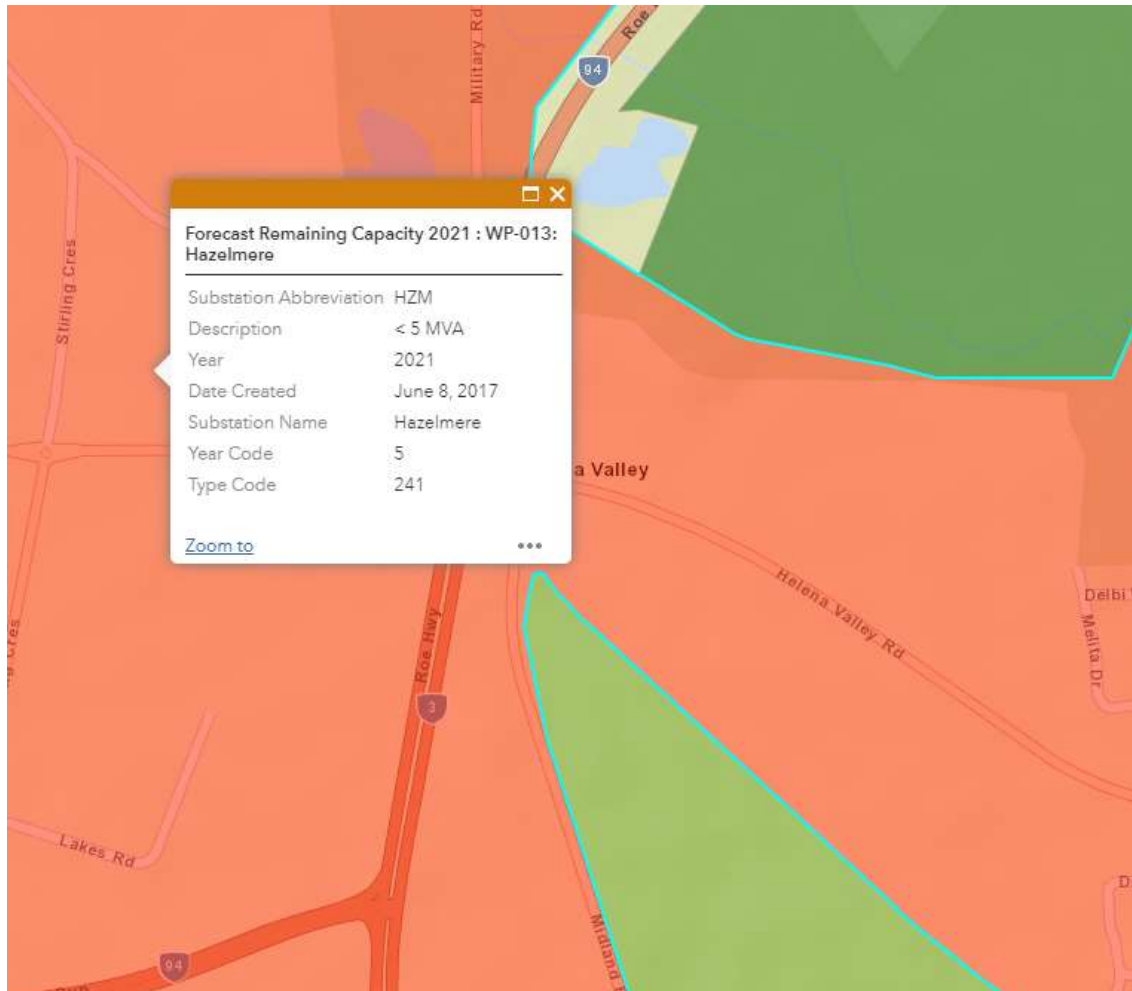 Military Rd
Roe
94
Stirling Cres
Forecast Remaining Capacity 2021 : WP-013:
Hazelmere
Substation Abbreviation HZM
Description < 5 MVA
Year 2021
Date Created June 8, 2017
Substation Name Hazelmere
Year Code 5
Type Code 241
Zoom to
a Valley
Helena Valley Rd
Delbi
Melita Dr
Roe Hwy
3
Cres
Lakes Rd
Midland
94
D